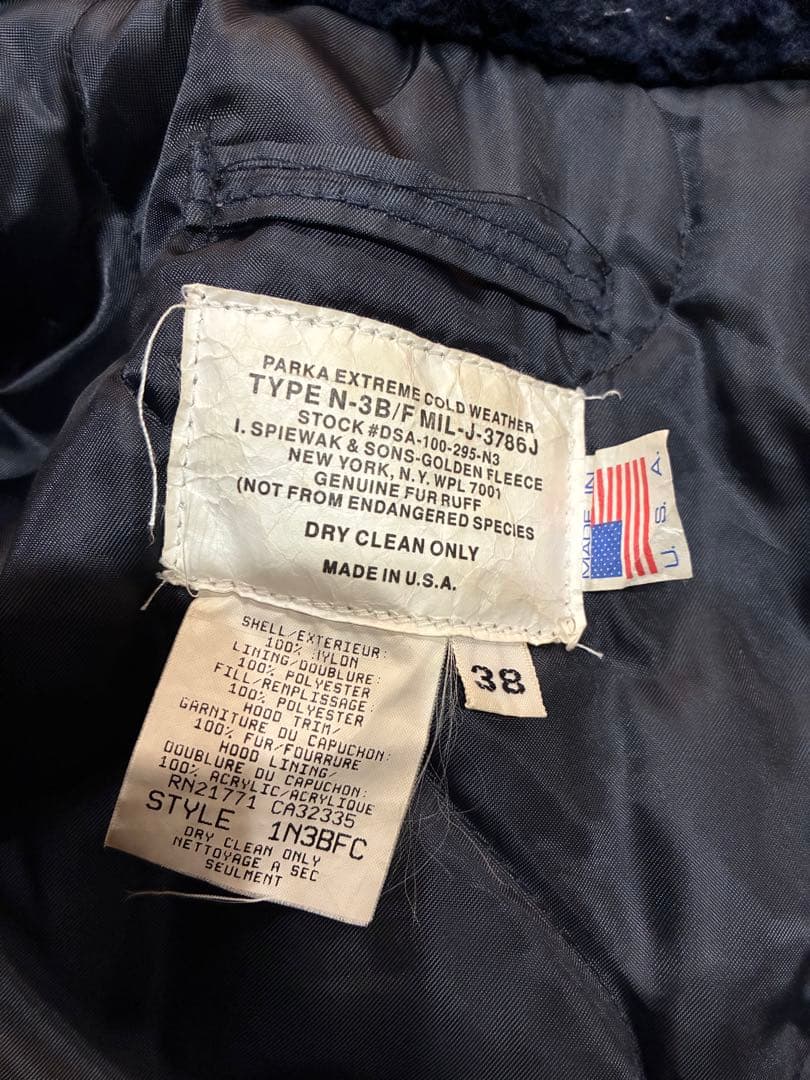 PARKA EXTREME COLD WEATHER
TYPE N-3B/F MIL-J-3786J
STOCK #DSA-100-295-N3
I. SPIEWAK & SONS-GOLDEN FLEECE
NEW YORK, N.Y. WPL 7001
GENUINE FUR RUFF
(NOT FROM ENDANGERED SPECIES
DRY CLEAN ONLY
MADE IN U.S.A.
MADE IN
U. S. A.
38
SHELL/EXTERIEUR:
100% NYLON
LINING/DOUBLURE:
100% POLYESTER
FILL/REMPLISSAGE:
100% POLYESTER
HOOD TRIM/
GARNITURE DU CAPUCHON:
100% FUR/FOURRURE
HOOD LINING/
DOUBLURE DU CAPUCHON:
100% ACRYLIC/ACRYLIQUE
RN21771 CA32335
STYLE 1N3BFC
DRY CLEAN ONLY
NETTOYAGE A SEC
SEULMENT